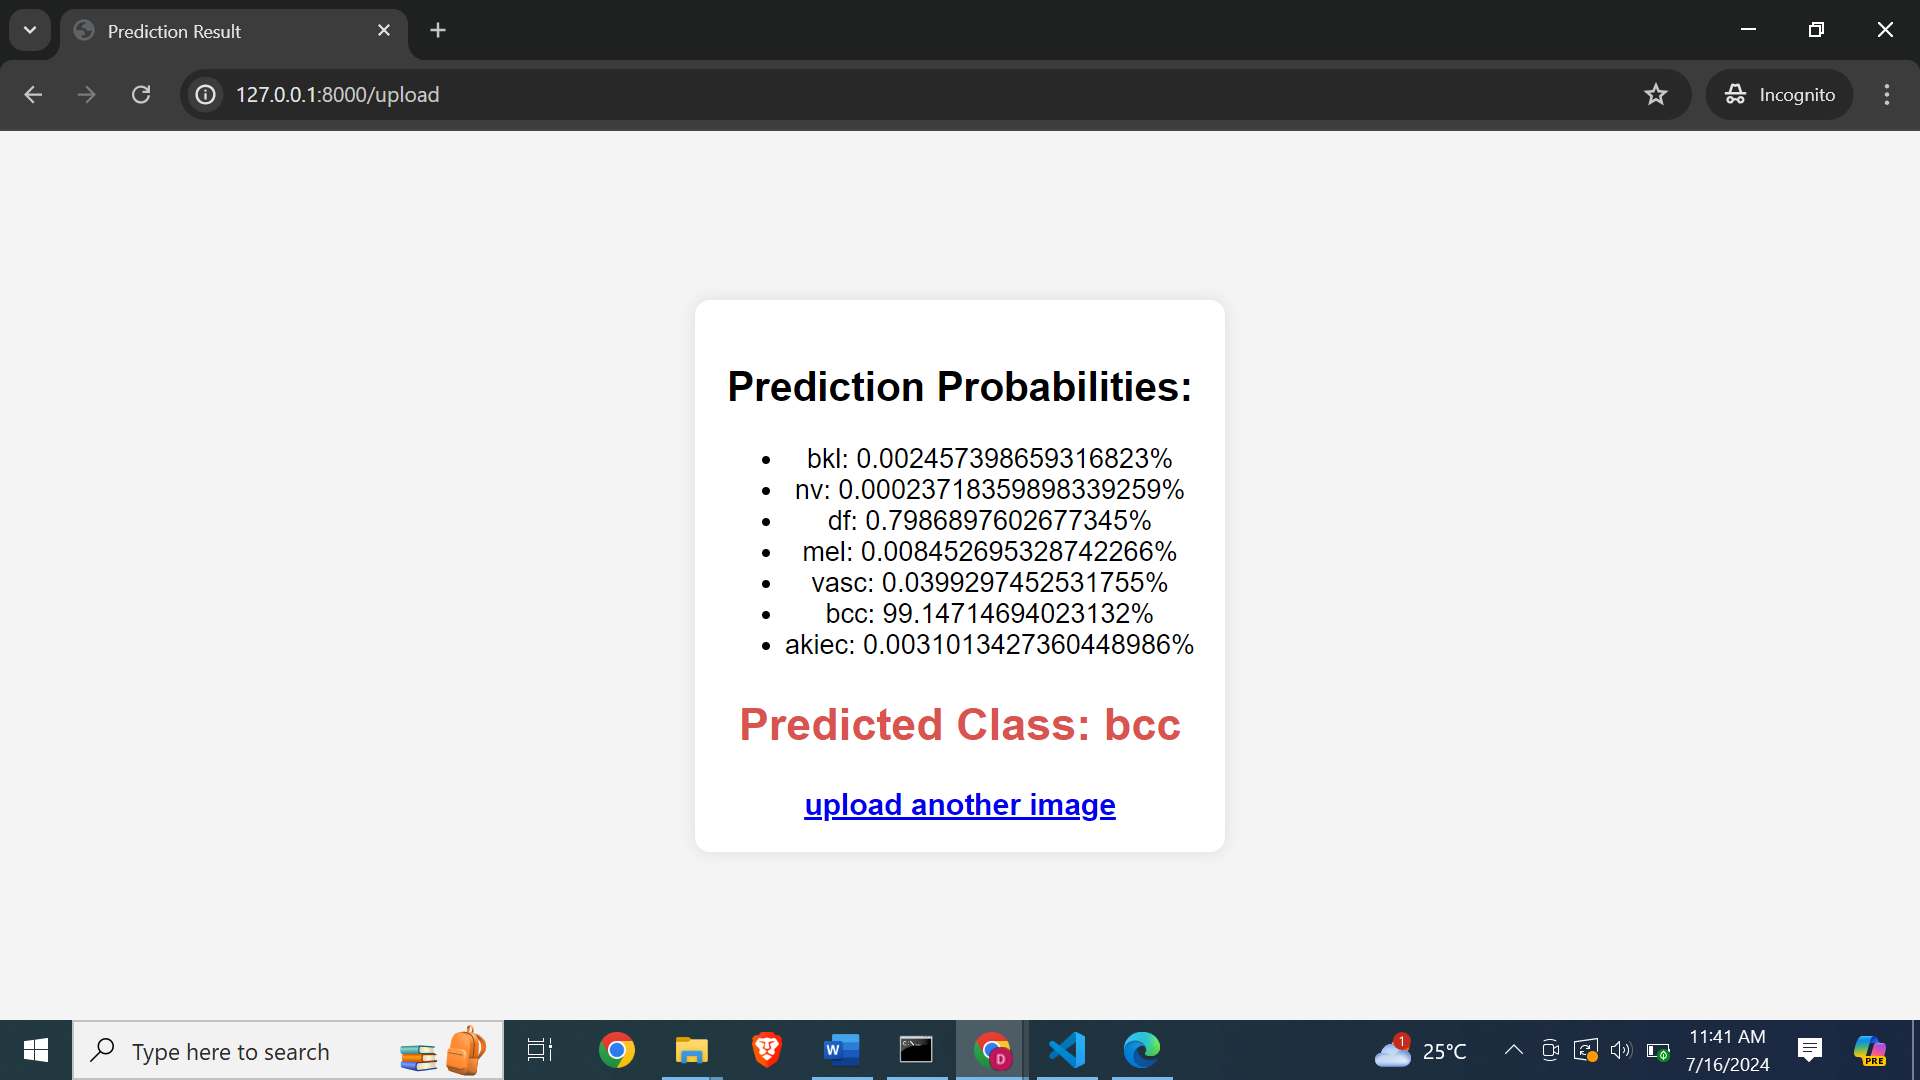 Prediction Result
127.0.0.1:8000/upload
Incognito
Prediction Probabilities:
bkl: 0.002457398659316823%
nv: 0.00023718359898339259%
df: 0.7986897602677345%
mel: 0.008452695328742266%
vasc: 0.0399297452531755%
bcc: 99.14714694023132%
akiec: 0.0031013427360448986%
Predicted Class: bcc
upload another image
Type here to search
W
C:\_
D
1
25°C
11:41 AM
7/16/2024
PRE